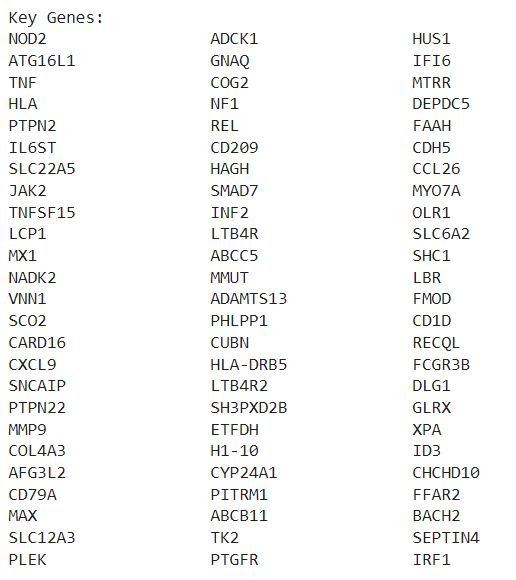 Key Genes:
NOD2 ADCK1 HUS1
ATG16L1 GNAQ IFI6
TNF COG2 MTRR
HLA NF1 DEPDC5
PTPN2 REL FAAH
IL6ST CD209 CDH5
SLC22A5 HAGH CCL26
JAK2 SMAD7 MYO7A
TNFSF15 INF2 OLR1
LCP1 LTB4R SLC6A2
MX1 ABCC5 SHC1
NADK2 MMUT LBR
VNN1 ADAMTS13 FMOD
SCO2 PHLPP1 CD1D
CARD16 CUBN RECQL
CXCL9 HLA-DRB5 FCGR3B
SNCAIP LTB4R2 DLG1
PTPN22 SH3PXD2B GLRX
MMP9 ETFDH XPA
COL4A3 H1-10 ID3
AFG3L2 CYP24A1 CHCHD10
CD79A PITRM1 FFAR2
MAX ABCB11 BACH2
SLC12A3 TK2 SEPTIN4
PLEK PTGFR IRF1